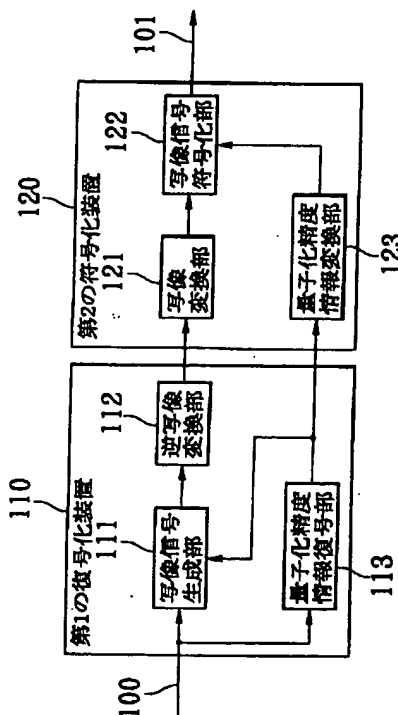 100
110
第1の復号化装置
111
写像信号
生成部
112
逆写像
変換部
量子化精度
情報復号部
113
120
第2の符号化装置
121
写像
変換部
122
写像信号
符号化部
量子化精度
情報変換部
123
101